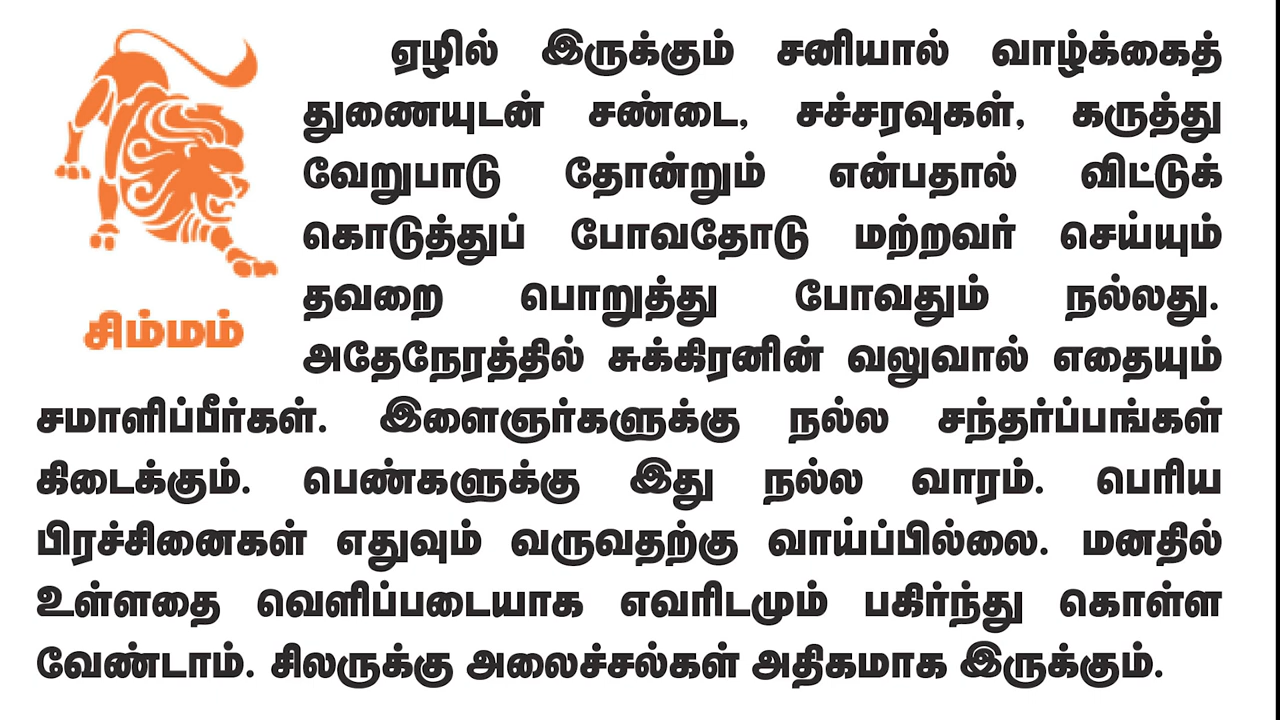 ஏழில் இருக்கும் சனியால் வாழ்க்கைத்
துணையுடன் சண்டை, சச்சரவுகள், கருத்து
வேறுபாடு தோன்றும் என்பதால் விட்டுக்
கொடுத்துப் போவதோடு மற்றவர் செய்யும்
தவறை பொறுத்து போவதும் நல்லது.
சிம்மம்
அதேநேரத்தில் சுக்கிரனின் வலுவால் எதையும்
சமாளிப்பீர்கள். இளைஞர்களுக்கு நல்ல சந்தர்ப்பங்கள்
கிடைக்கும். பெண்களுக்கு இது நல்ல வாரம். பெரிய
பிரச்சினைகள் எதுவும் வருவதற்கு வாய்ப்பில்லை. மனதில்
உள்ளதை வெளிப்படையாக எவரிடமும் பகிர்ந்து கொள்ள
வேண்டாம். சிலருக்கு அலைச்சல்கள் அதிகமாக இருக்கும்.